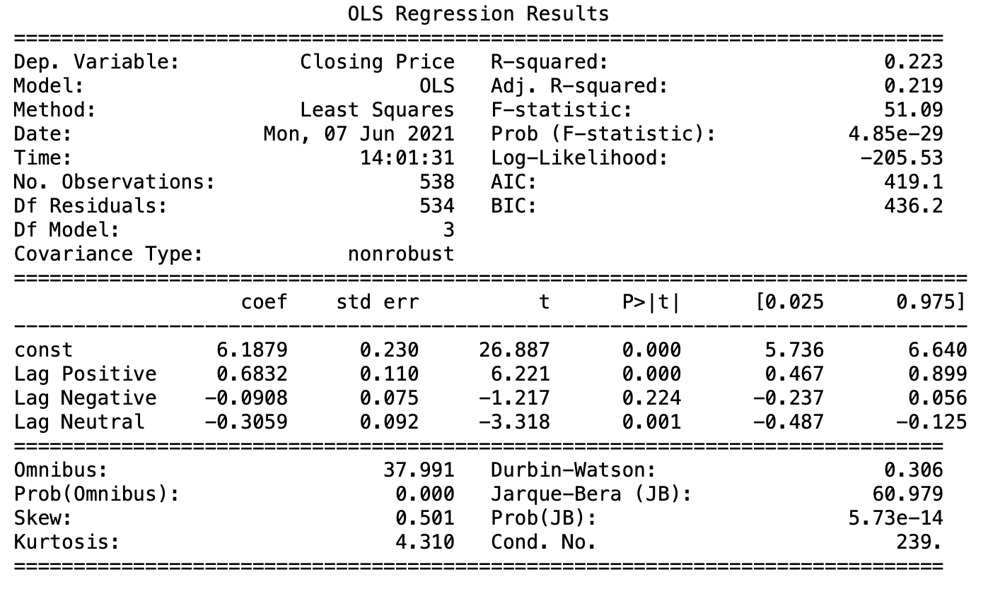 OLS Regression Results
==============================================================================
Dep. Variable: Closing Price R-squared: 0.223
Model: OLS Adj. R-squared: 0.219
Method: Least Squares F-statistic: 51.09
Date: Mon, 07 Jun 2021 Prob (F-statistic): 4.85e-29
Time: 14:01:31 Log-Likelihood: -205.53
No. Observations: 538 AIC: 419.1
Df Residuals: 534 BIC: 436.2
Df Model: 3
Covariance Type: nonrobust
================================================================================
coef std err t P>|t| [0.025 0.975]
--------------------------------------------------------------------------------
const 6.1879 0.230 26.887 0.000 5.736 6.640
Lag Positive 0.6832 0.110 6.221 0.000 0.467 0.899
Lag Negative -0.0908 0.075 -1.217 0.224 -0.237 0.056
Lag Neutral -0.3059 0.092 -3.318 0.001 -0.487 -0.125
==============================================================================
Omnibus: 37.991 Durbin-Watson: 0.306
Prob(Omnibus): 0.000 Jarque-Bera (JB): 60.979
Skew: 0.501 Prob(JB): 5.73e-14
Kurtosis: 4.310 Cond. No. 239.
==============================================================================